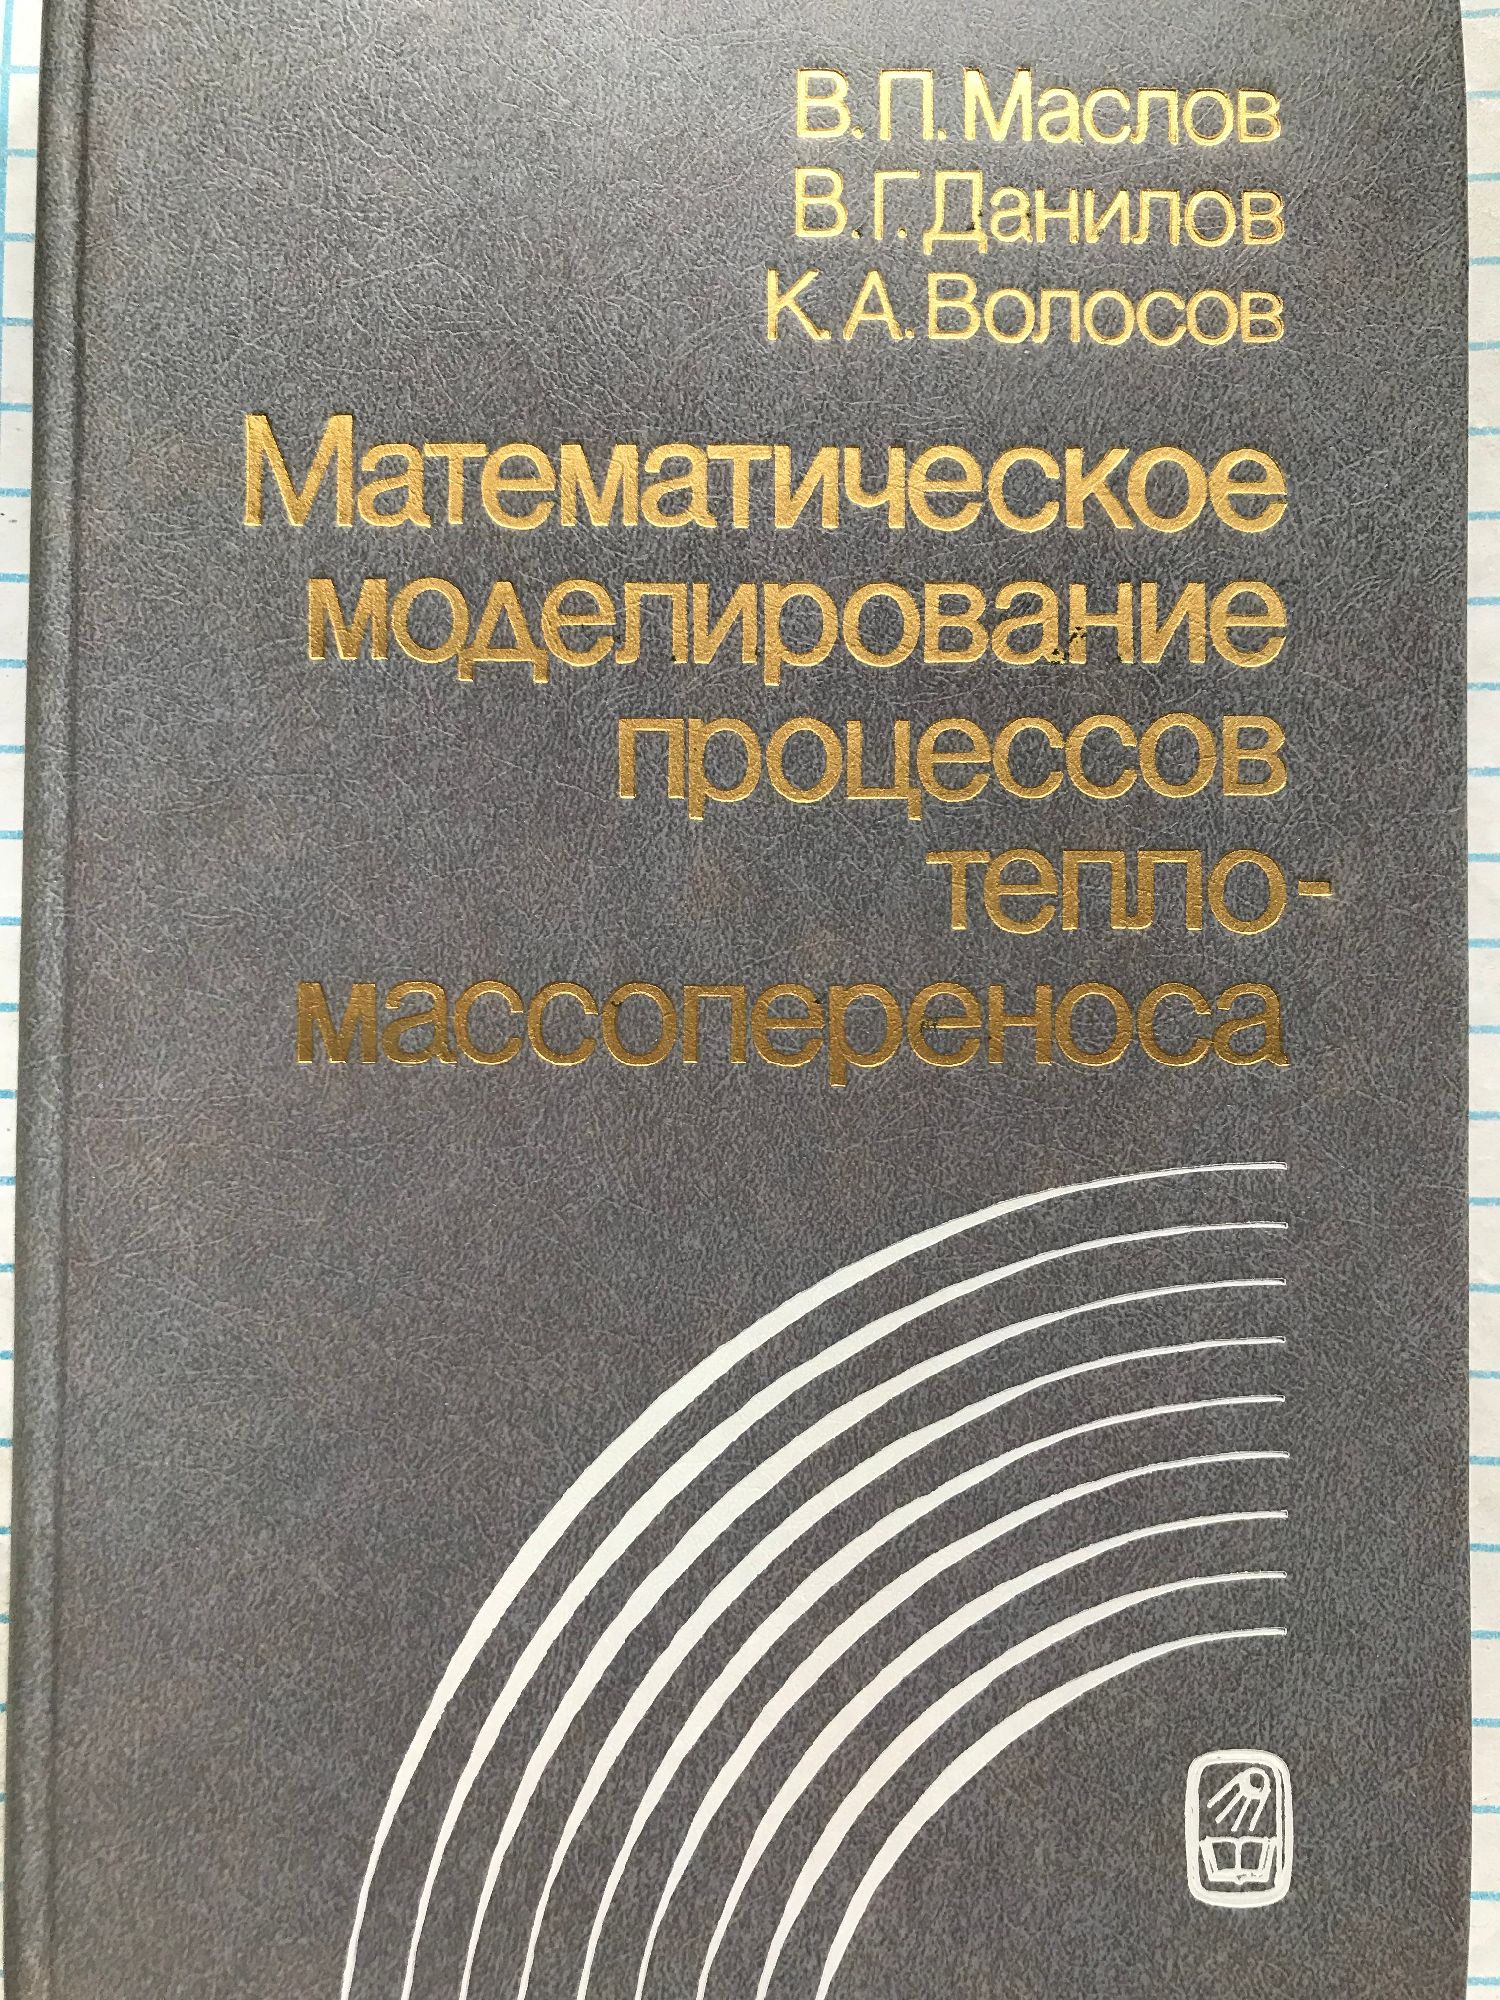 В.П.Маслов
В.Г.Данилов
К.А.Волосов
Математическое
моделирование
процессов
тепло-
массопереноса